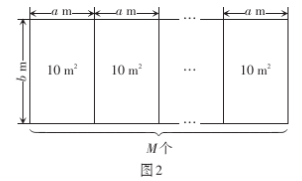 a m a m ... a m
b m 10 m² 10 m² ... 10 m²
...
M个
图2